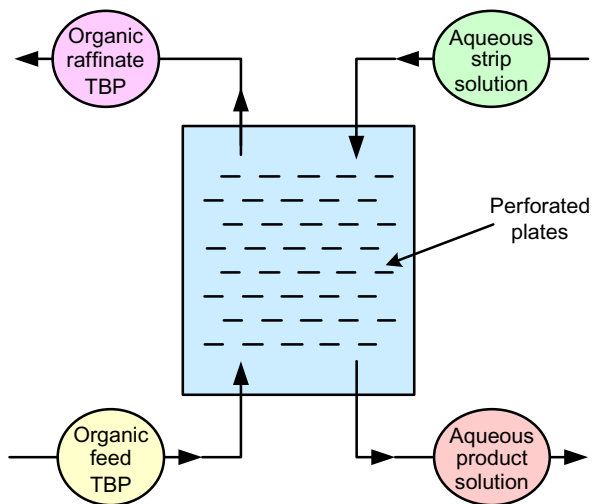 Organic
raffinate
TBP
Aqueous
strip
solution
Perforated
plates
Organic
feed
TBP
Aqueous
product
solution